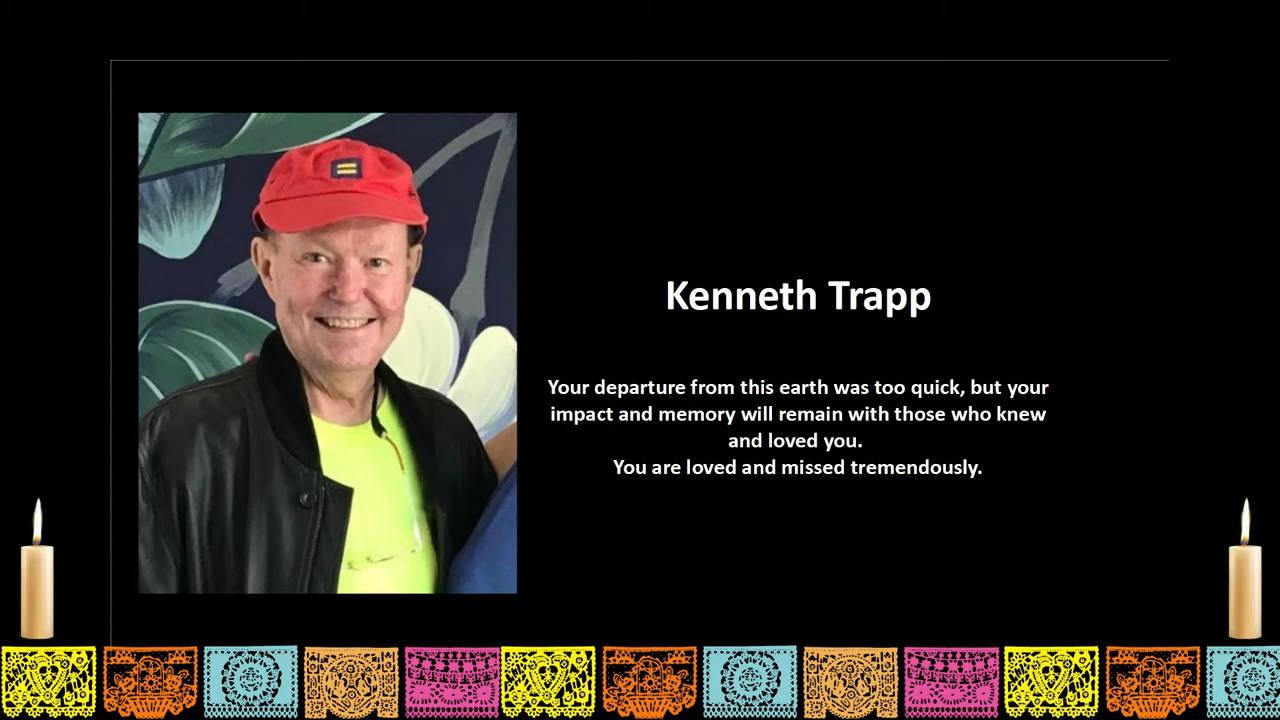 Kenneth Trapp
Your departure from this earth was too quick, but your
impact and memory will remain with those who knew
and loved you.
You are loved and missed tremendously.